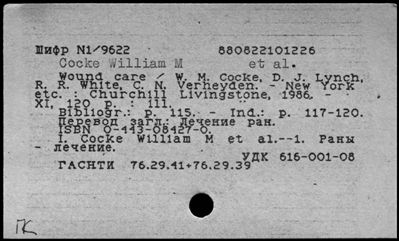 Шифр N1/9622 880822101226
Cocke William M et al.
Wound care / W. M. Cocke, D. J. Lynch,
R. R. White, C. N. Verheyden. - New York
etc. : Churchill Livingstone, 1986. -
XI, 120 p. : ill.
Bibliogr.: p. 115. - Ind.: p. 117-120.
Перевод загл.: Лечение ран.
ISBN 0-443-08427-0.
I. Cocke William M et al.--1. Раны
- лечение.
УДК 616-001-08
ГАСНТИ 76.29.41+76.29.39
ГК